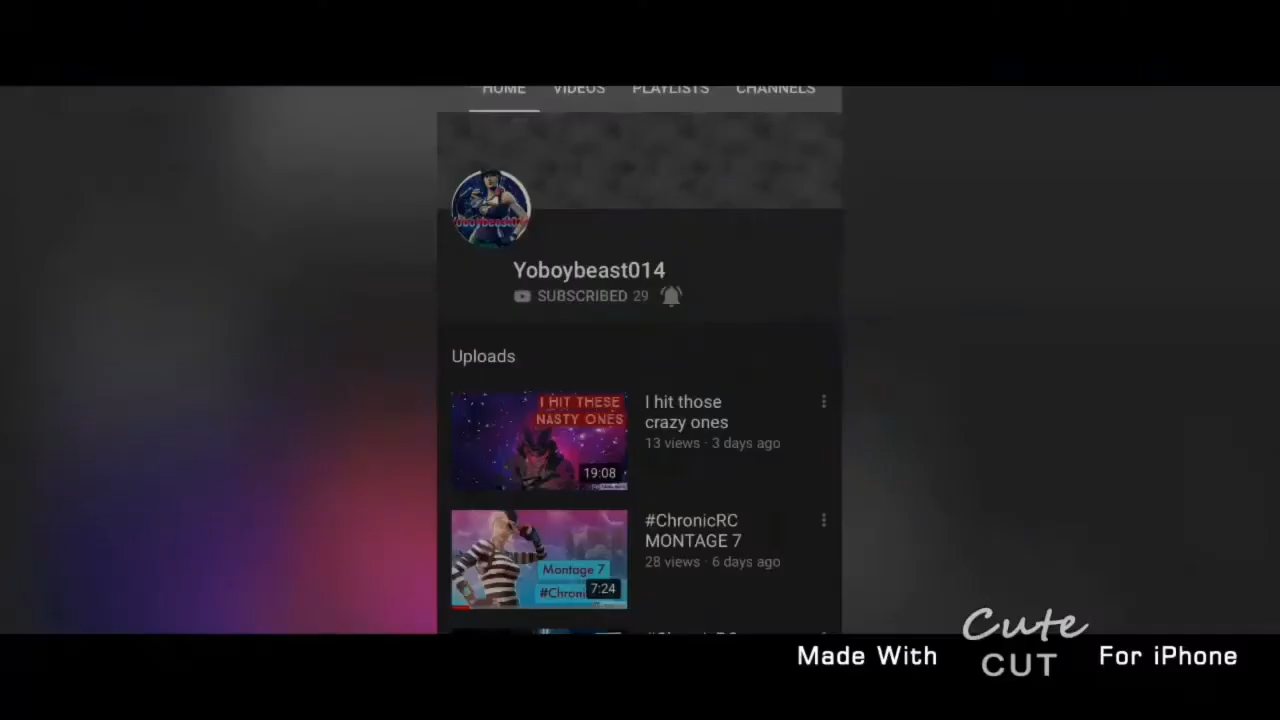 HOME VIDEOS PLAYLISTS CHANNELS
Yoboybeast014
Yoboybeast014
SUBSCRIBED 29
Uploads
I HIT THESE
NASTY ONES
19:08
I hit those
crazy ones
13 views · 3 days ago
Montage 7
#Chroni
7:24
#ChronicRC
MONTAGE 7
28 views · 6 days ago
Made With Cute CUT For iPhone